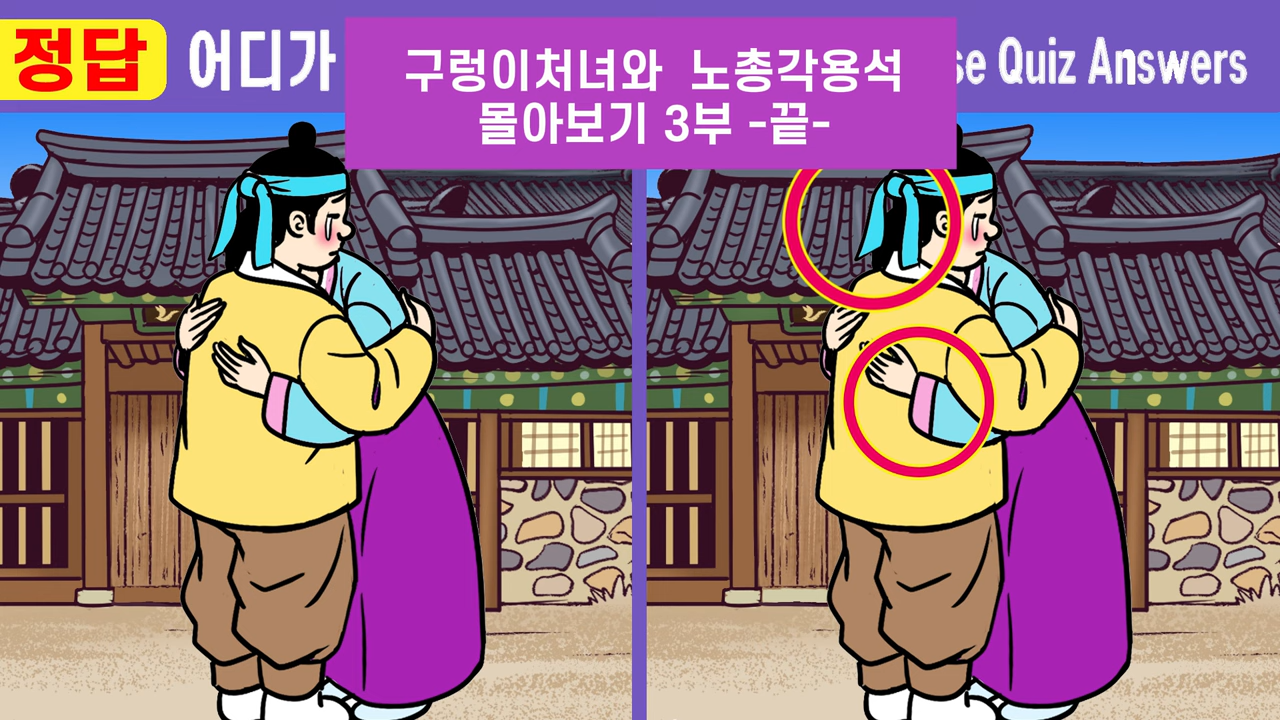 정답
어디가
구렁이처녀와 노총각용석
몰아보기 3부 -끝-
Quiz Answers